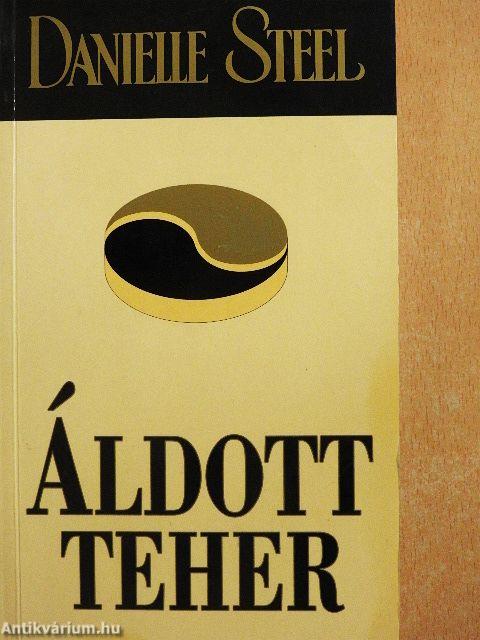 DANIELLE STEEL
ÁLDOTT
TEHER
Antikvárium.hu